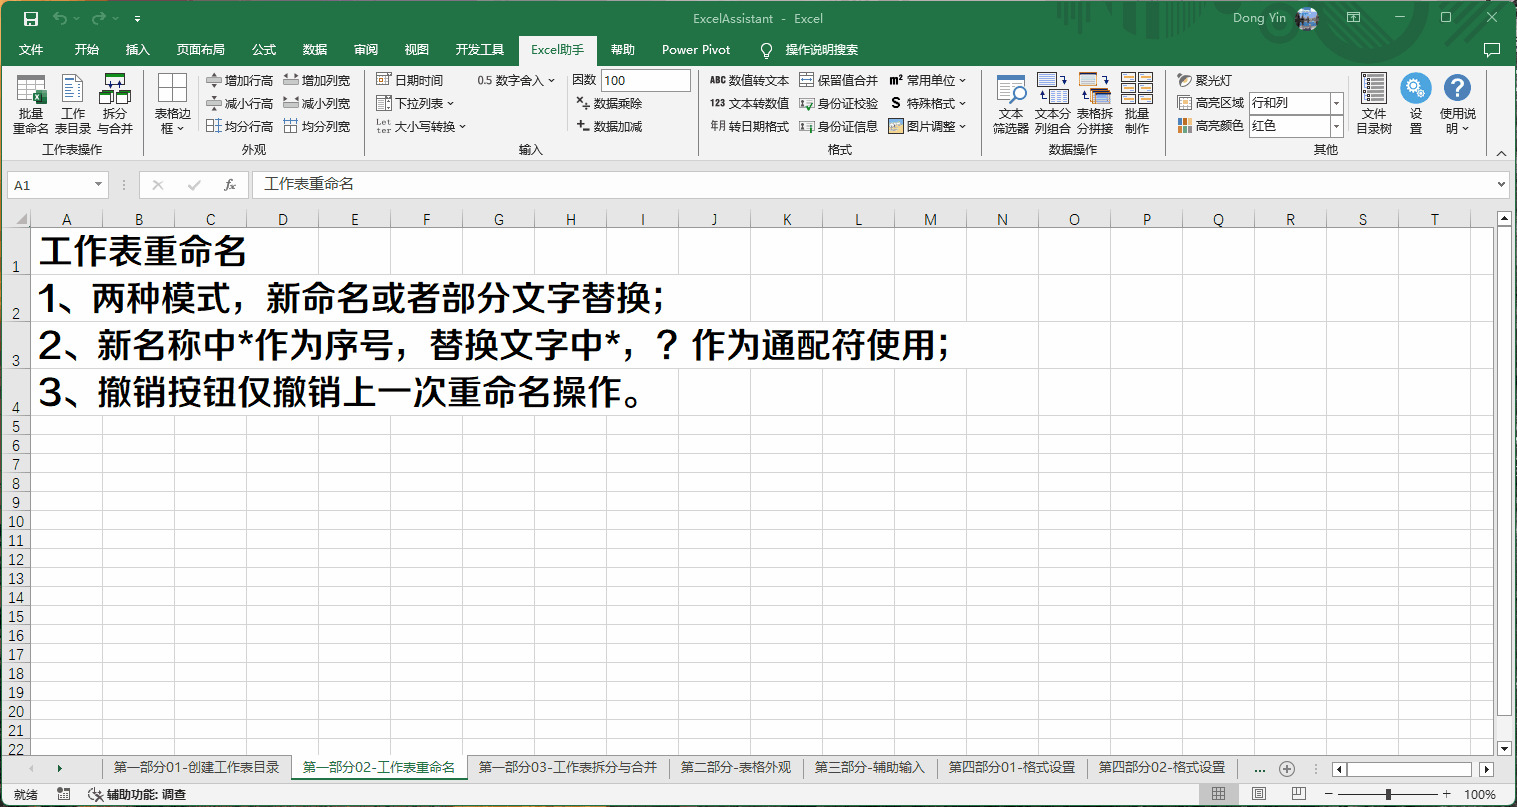 ExcelAssistant - Excel
Dong Yin
文件 开始 插入 页面布局 公式 数据 审阅 视图 开发工具 Excel助手 帮助 Power Pivot 操作说明搜索
批量重命名
工作表目录
拆分与合并
工作表操作
表格边框
增加行高 增加列宽
减小行高 减小列宽
均分行高 均分列宽
外观
日期时间 0.5 数字舍入 因数 100
下拉列表 数据乘除
Let ter 大小写转换 数据加减
输入
ABC 数值转文本 保留值合并 m² 常用单位
123 文本转数值 身份证校验 S 特殊格式
年月 转日期格式 身份证信息 图片调整
格式
文本筛选器
文本分列组合
表格拆分拼接
批量制作
数据操作
聚光灯
高亮区域 行和列
高亮颜色 红色
文件目录树
设置
使用说明
其他
A1 fx 工作表重命名
A B C D E F G H I J K L M N O P Q R S T
1 工作表重命名
2 1、两种模式，新命名或者部分文字替换；
3 2、新名称中*作为序号，替换文字中*，？作为通配符使用；
4 3、撤销按钮仅撤销上一次重命名操作。
5
6
7
8
9
10
11
12
13
14
15
16
17
18
19
20
21
22
第一部分01-创建工作表目录 第一部分02-工作表重命名 第一部分03-工作表拆分与合并 第二部分-表格外观 第三部分-辅助输入 第四部分01-格式设置 第四部分02-格式设置 ...
就绪 辅助功能: 调查 100%